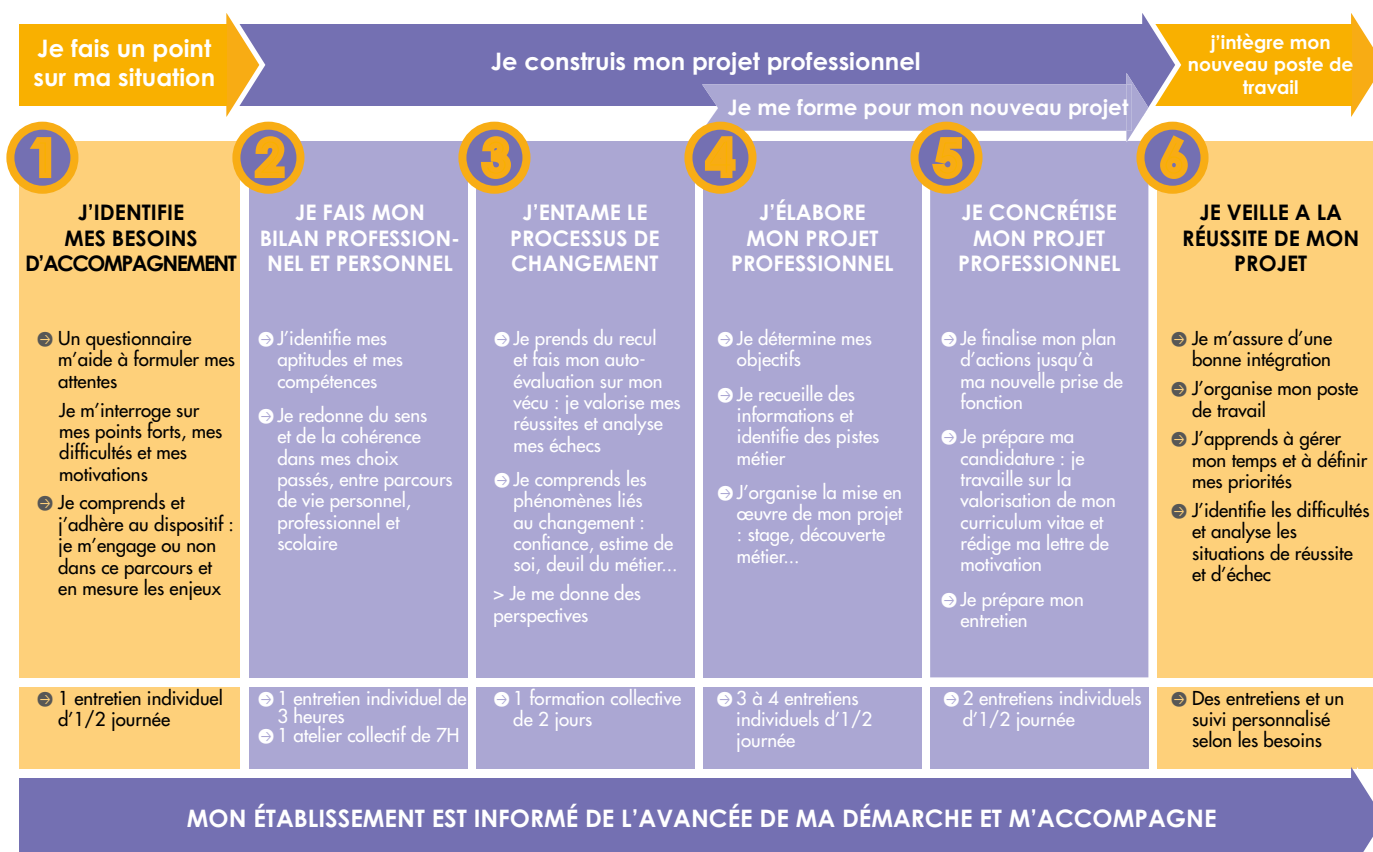 Je fais un point
sur ma situation
Je construis mon projet professionnel
j'intègre mon
nouveau poste de
travail
Je me forme pour mon nouveau projet
1
J'IDENTIFIE
MES BESOINS
D'ACCOMPAGNEMENT
Un questionnaire
m'aide à formuler mes
attentes
Je m'interroge sur
mes points forts, mes
difficultés et mes
motivations
Je comprends et
j'adhère au dispositif :
je m'engage ou non
dans ce parcours et
en mesure les enjeux
1 entretien individuel
d'1/2 journée
2
JE FAIS MON
BILAN PROFESSION-
NEL ET PERSONNEL
J'identifie mes
aptitudes et mes
compétences
Je redonne du sens
et de la cohérence
dans mes choix
passés, entre parcours
de vie personnel,
professionnel et
scolaire
1 entretien individuel de
3 heures
1 atelier collectif de 7H
3
J'ENTAME LE
PROCESSUS DE
CHANGEMENT
Je prends du recul
et fais mon auto-
évaluation sur mon
vécu : je valorise mes
réussites et analyse
mes échecs
Je comprends les
phénomènes liés
au changement :
confiance, estime de
soi, deuil du métier...
> Je me donne des
perspectives
1 formation collective
de 2 jours
4
J'ÉLABORE
MON PROJET
PROFESSIONNEL
Je détermine mes
objectifs
Je recueille des
informations et
identifie des pistes
métier
J'organise la mise en
œuvre de mon projet
: stage, découverte
métier...
3 à 4 entretiens
individuels d'1/2
journée
5
JE CONCRÉTISE
MON PROJET
PROFESSIONNEL
Je finalise mon plan
d'actions jusqu'à
ma nouvelle prise de
fonction
Je prépare ma
candidature : je
travaille sur la
valorisation de mon
curriculum vitae et
rédige ma lettre de
motivation
Je prépare mon
entretien
2 entretiens individuels
d'1/2 journée
6
JE VEILLE A LA
RÉUSSITE DE MON
PROJET
Je m'assure d'une
bonne intégration
J'organise mon poste
de travail
J'apprends à gérer
mon temps et à définir
mes priorités
J'identifie les difficultés
et analyse les
situations de réussite
et d'échec
Des entretiens et un
suivi personnalisé
selon les besoins
MON ÉTABLISSEMENT EST INFORMÉ DE L'AVANCÉE DE MA DÉMARCHE ET M'ACCOMPAGNE